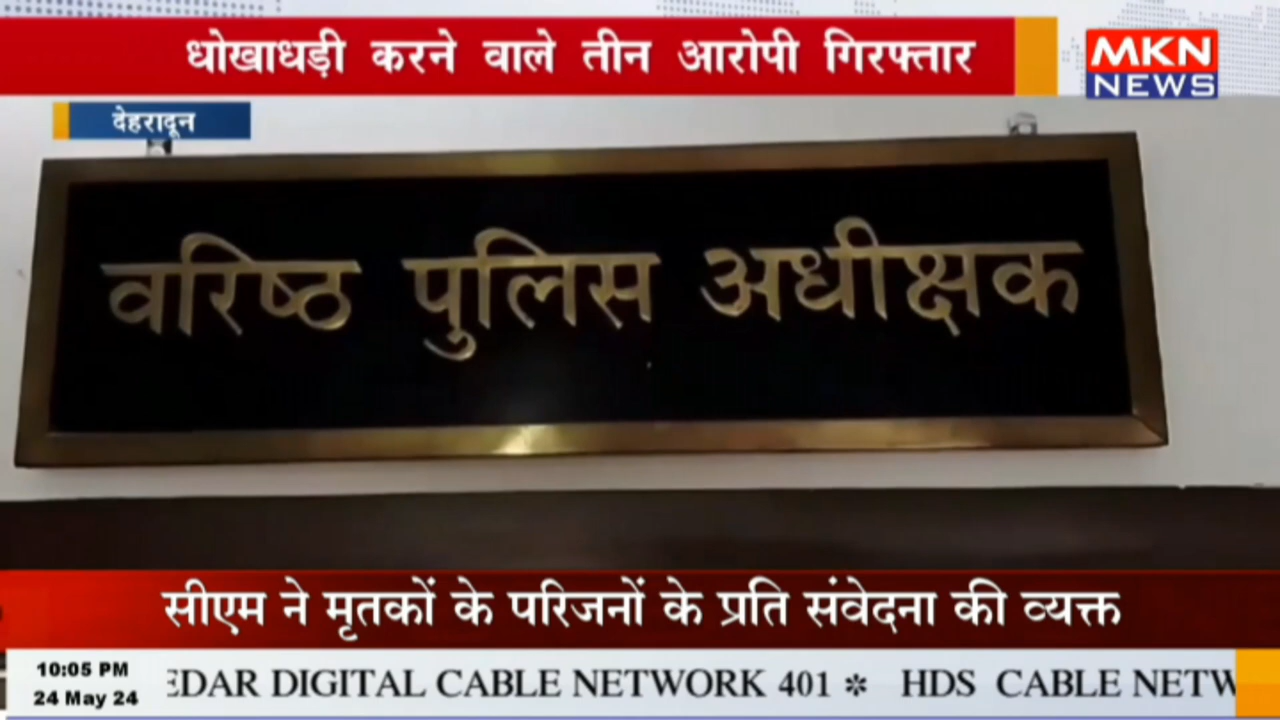 धोखाधड़ी करने वाले तीन आरोपी गिरफ्तार
MKN
NEWS
देहरादून
वरिष्ठ पुलिस अधीक्षक
सीएम ने मृतकों के परिजनों के प्रति संवेदना की व्यक्त
10:05 PM
24 May 24
DIGITAL CABLE NETWORK 401 * HDS CABLE